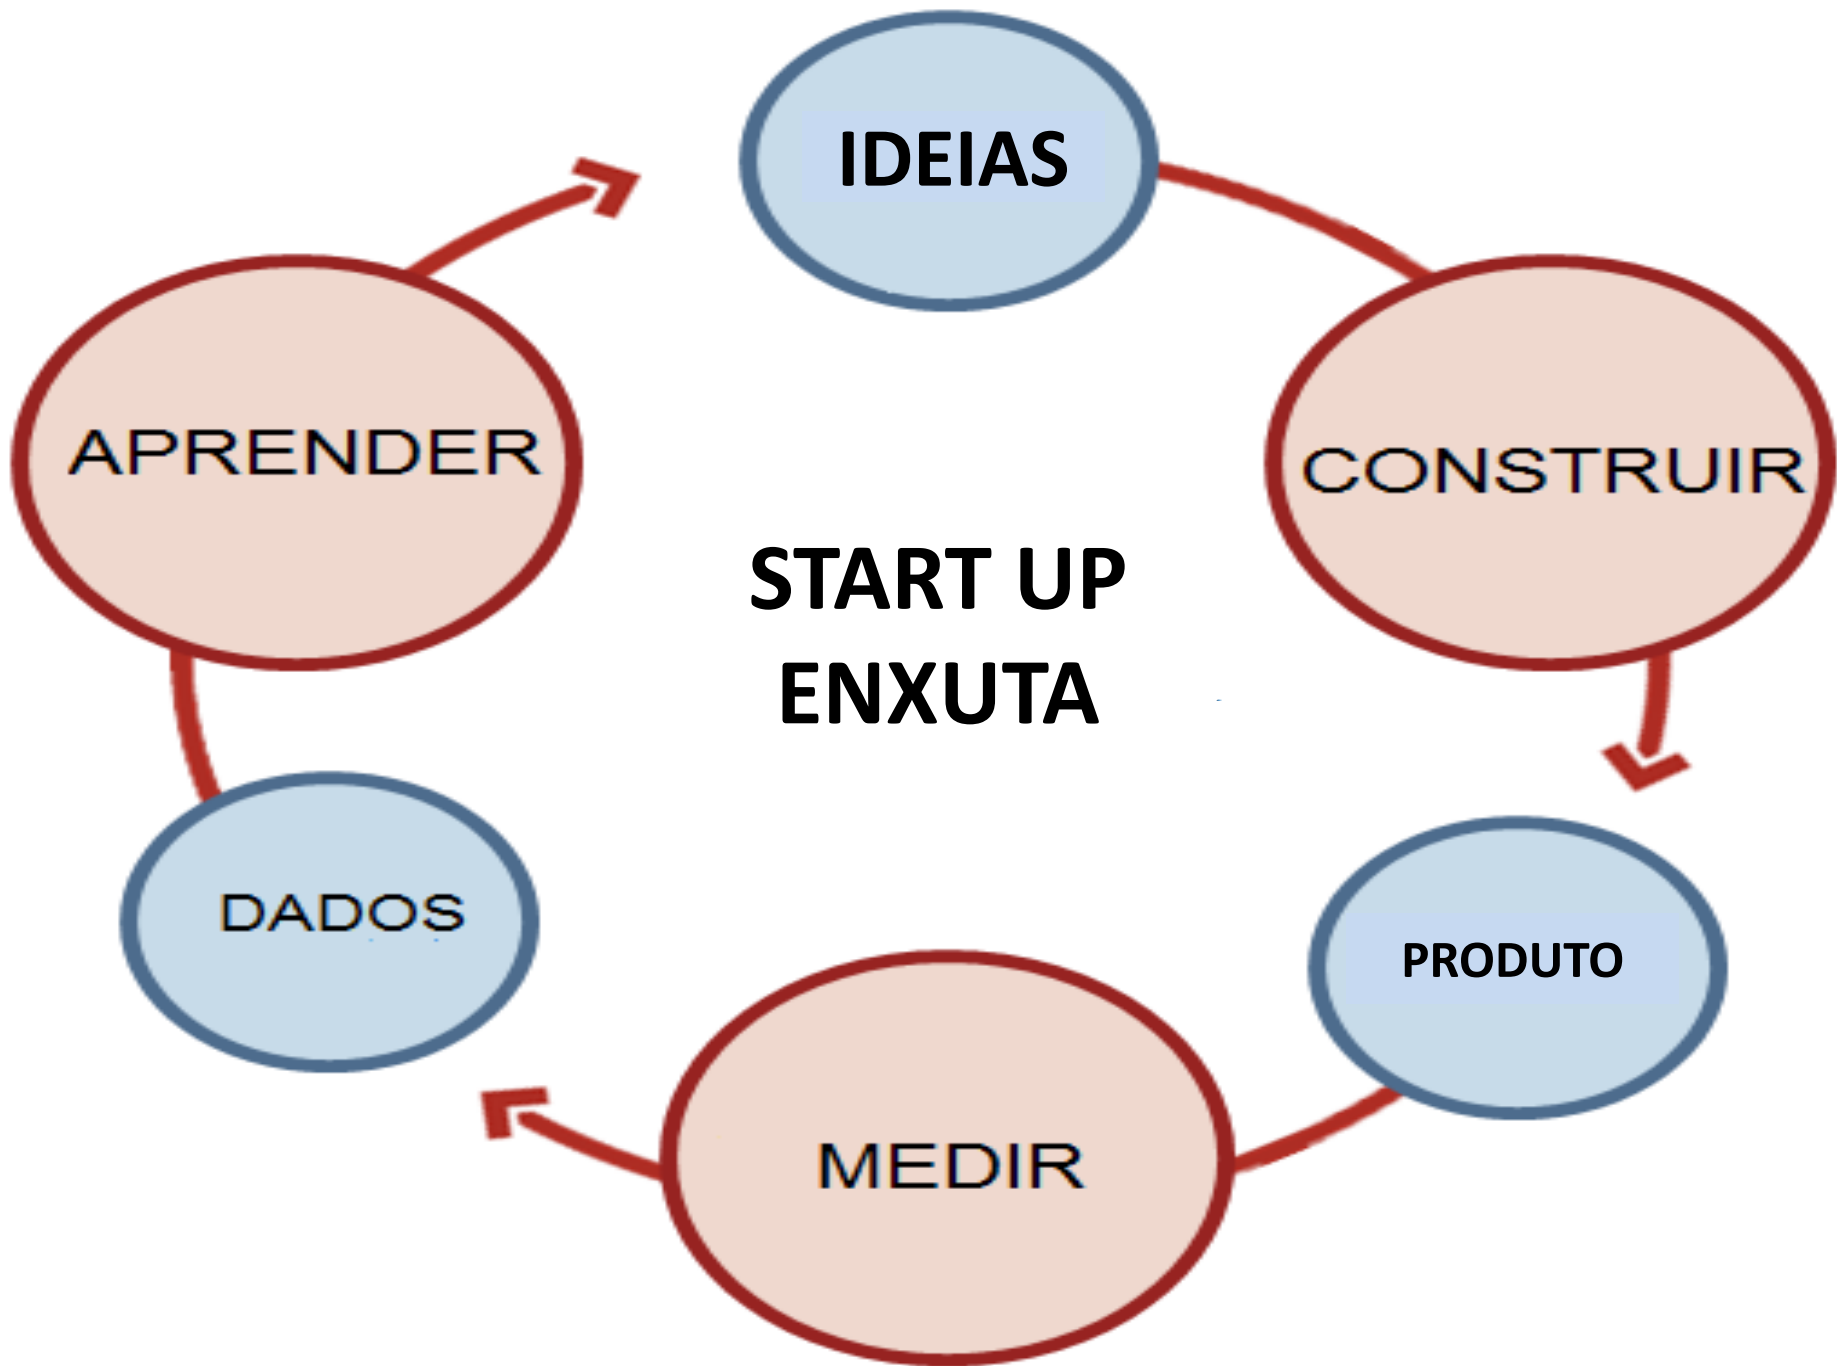 IDEIAS
APRENDER
CONSTRUIR
START UP
ENXUTA
DADOS
PRODUTO
MEDIR